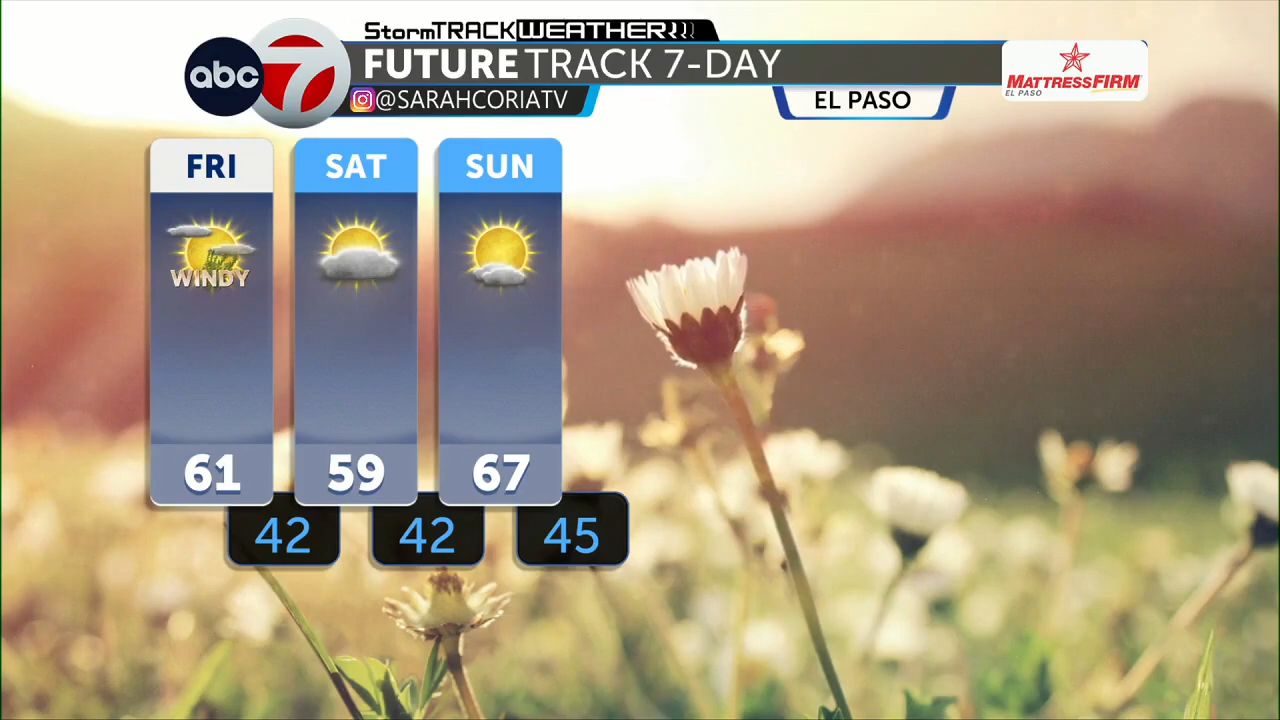 StormTRACK WEATHER
abc 7
FUTURE TRACK 7-DAY
@SARAHCORIATV
EL PASO
MATTRESSFIRM
EL PASO
FRI SAT SUN
WINDY
61 59 67
42 42 45